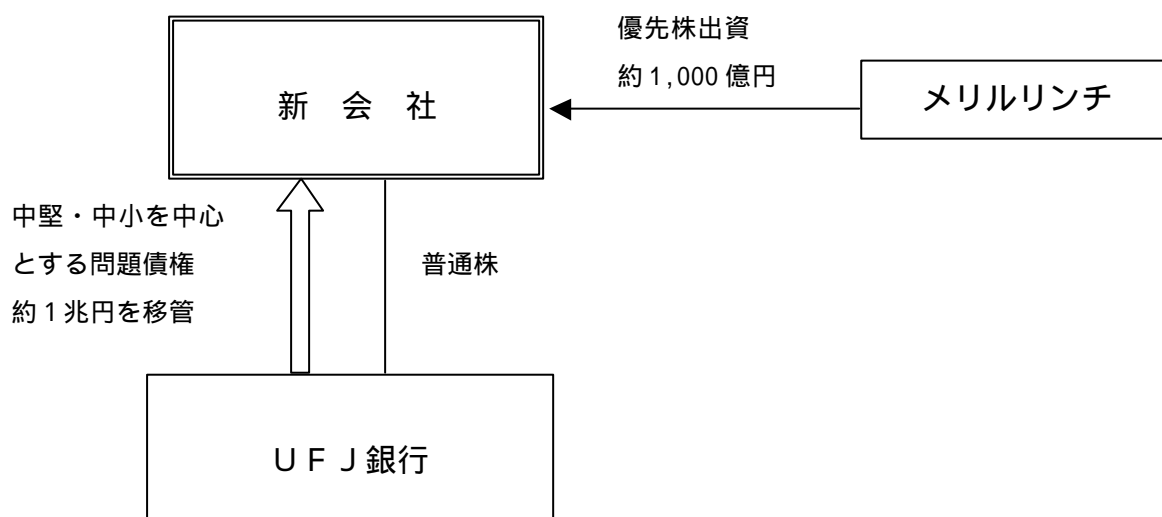 優先株出資
約1,000億円
新 会 社
メリルリンチ
中堅・中小を中心
とする問題債権
約1兆円を移管
普通株
UFJ銀行